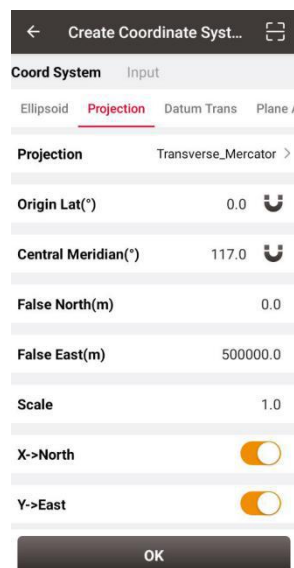 Create Coordinate Syst...
Coord System Input
Ellipsoid Projection Datum Trans Plane
Projection Transverse_Mercator >
Origin Lat(°) 0.0
Central Meridian(°) 117.0
False North(m) 0.0
False East(m) 500000.0
Scale 1.0
X->North
Y->East
OK